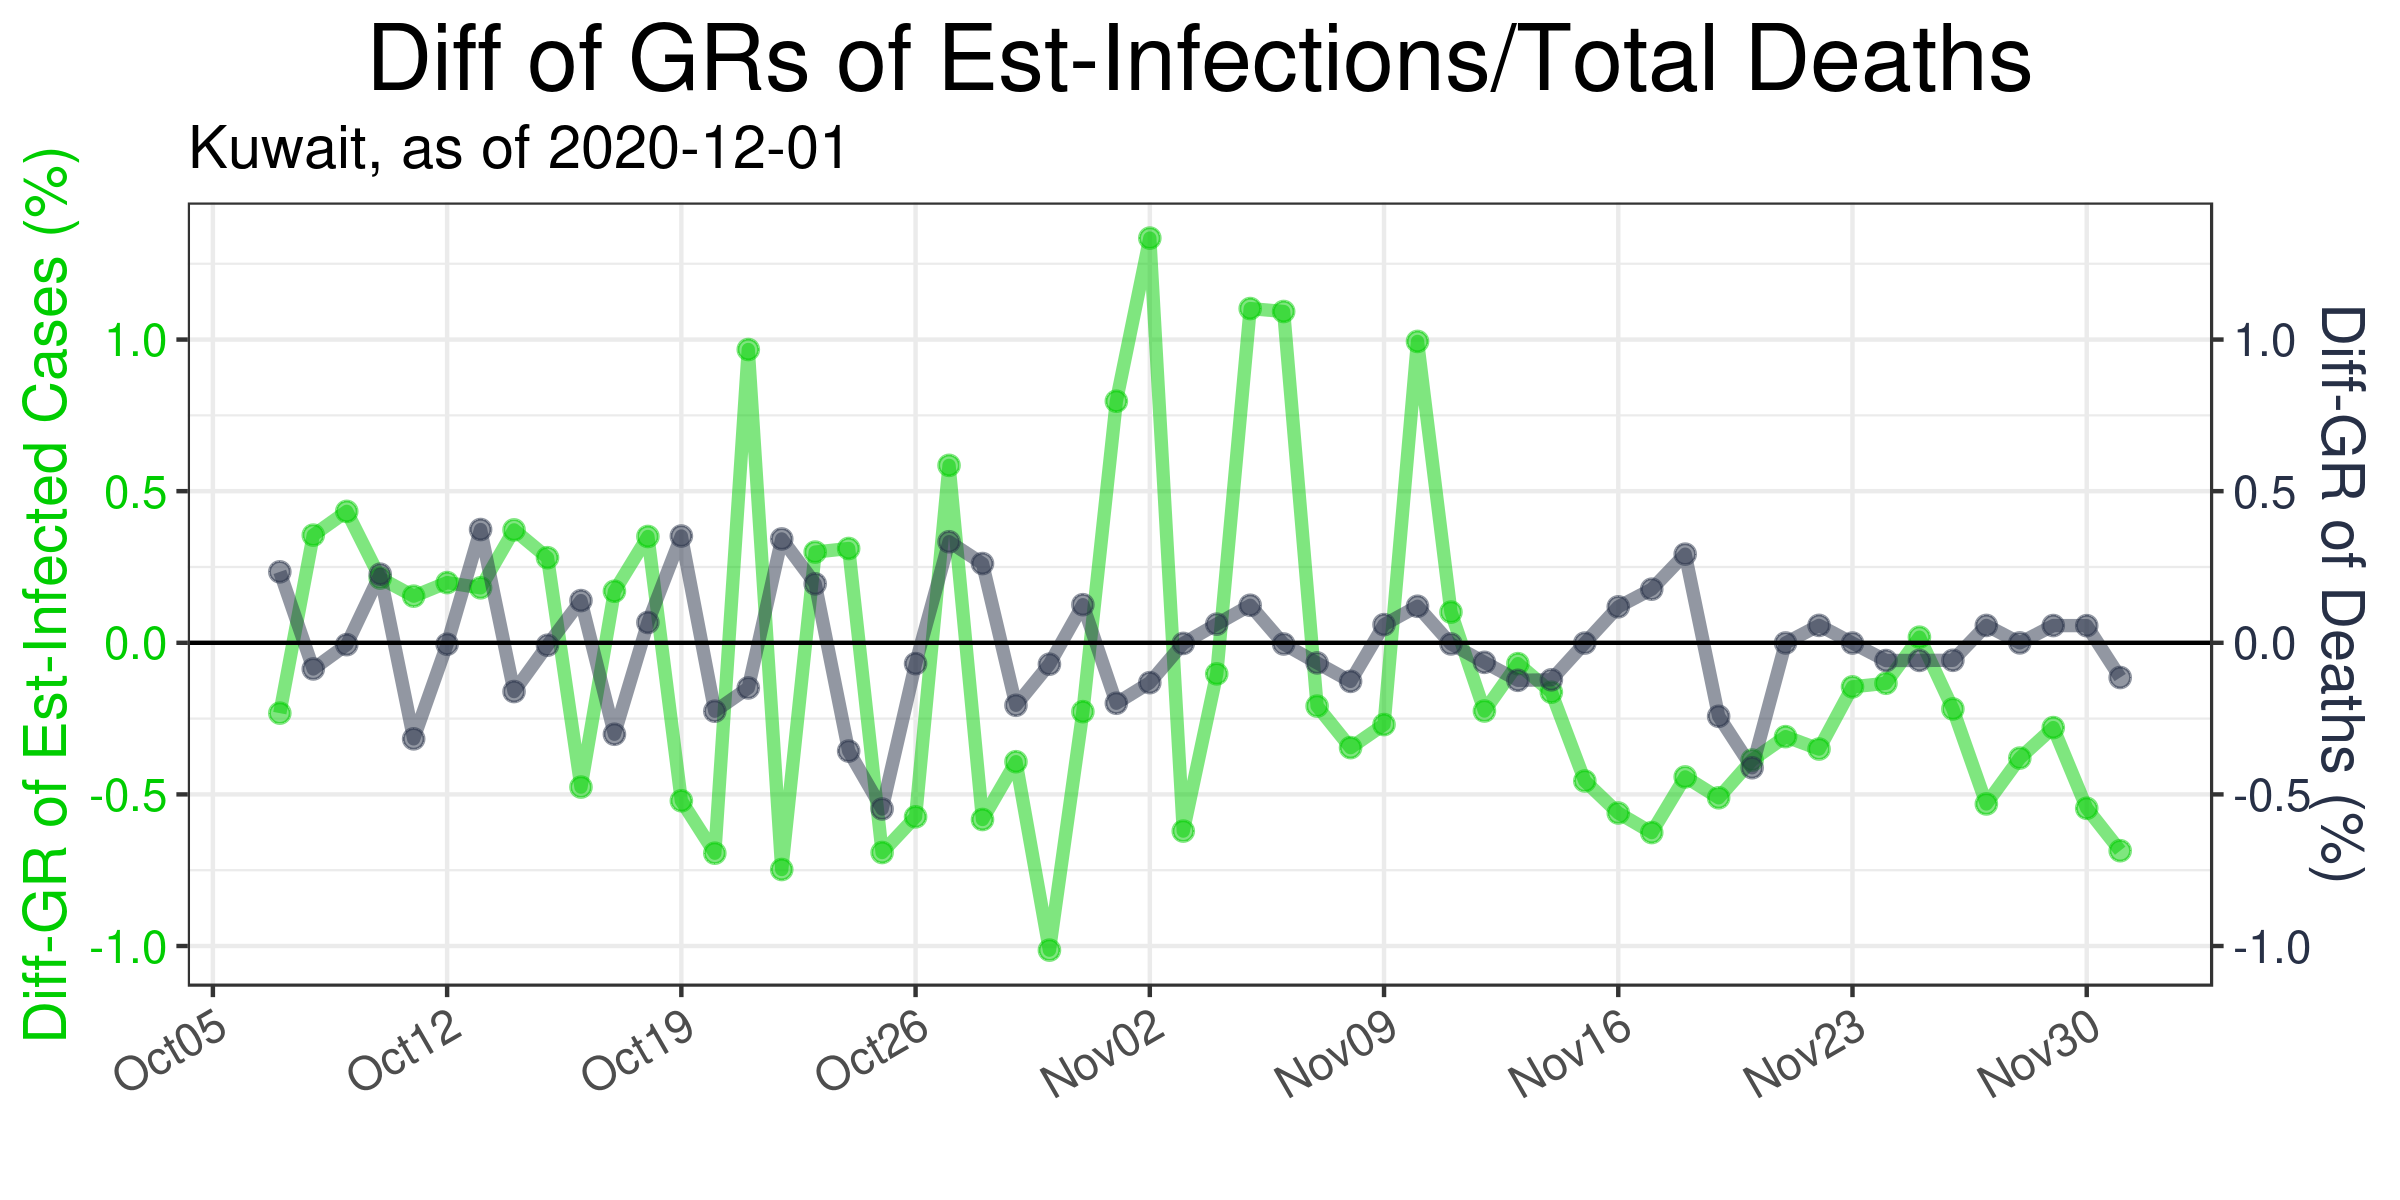 Diff of GRs of Est-Infections/Total Deaths
Kuwait, as of 2020-12-01
Diff-GR of Est-Infected Cases (%)
1.0
0.5
0.0
-0.5
-1.0
1.0
0.5
0.0
-0.5
-1.0
Diff-GR of Deaths (%)
Oct05
Oct12
Oct19
Oct26
Nov02
Nov09
Nov16
Nov23
Nov30